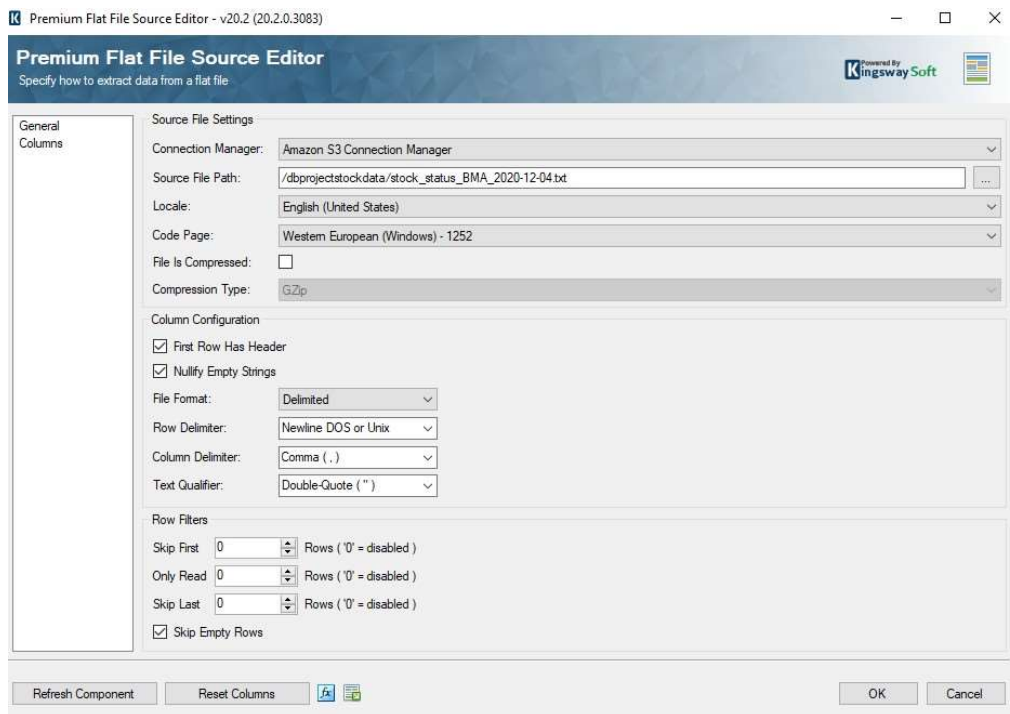 Premium Flat File Source Editor - v20.2 (20.2.0.3083)
Premium Flat File Source Editor
Specify how to extract data from a flat file
Powered By
KingswaySoft
General
Columns
Source File Settings
Connection Manager: Amazon S3 Connection Manager
Source File Path: /dbprojectstockdata/stock_status_BMA_2020-12-04.txt ...
Locale: English (United States)
Code Page: Western European (Windows) - 1252
File Is Compressed:
Compression Type: GZip
Column Configuration
First Row Has Header
Nullify Empty Strings
File Format: Delimited
Row Delimiter: Newline DOS or Unix
Column Delimiter: Comma ( , )
Text Qualifier: Double-Quote ( " )
Row Filters
Skip First 0 Rows ( '0' = disabled )
Only Read 0 Rows ( '0' = disabled )
Skip Last 0 Rows ( '0' = disabled )
Skip Empty Rows
Refresh Component Reset Columns fx OK Cancel